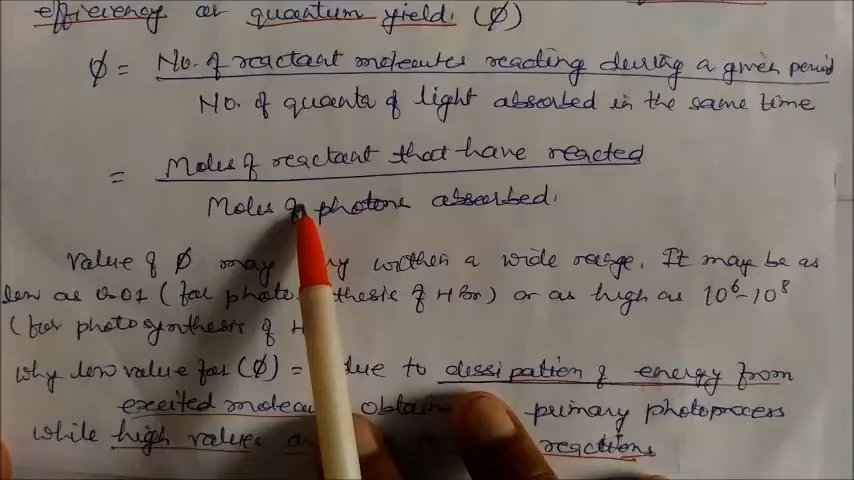 efficiency or quantum yield. (ϕ)
ϕ = No. of reactant molecules reacting during a given period
No. of quanta of light absorbed in the same time
= Moles of reactant that have reacted
Moles of photons absorbed.
Value of ϕ may within a wide range. It may be as
low as 0.01 (for photo thesis of HBr) or as high as 10⁶-10⁸
(for photosynthesis of H
why low value for (ϕ) = due to dissipation of energy from
excited molecu obtain primary photoprocess
while high values reactions